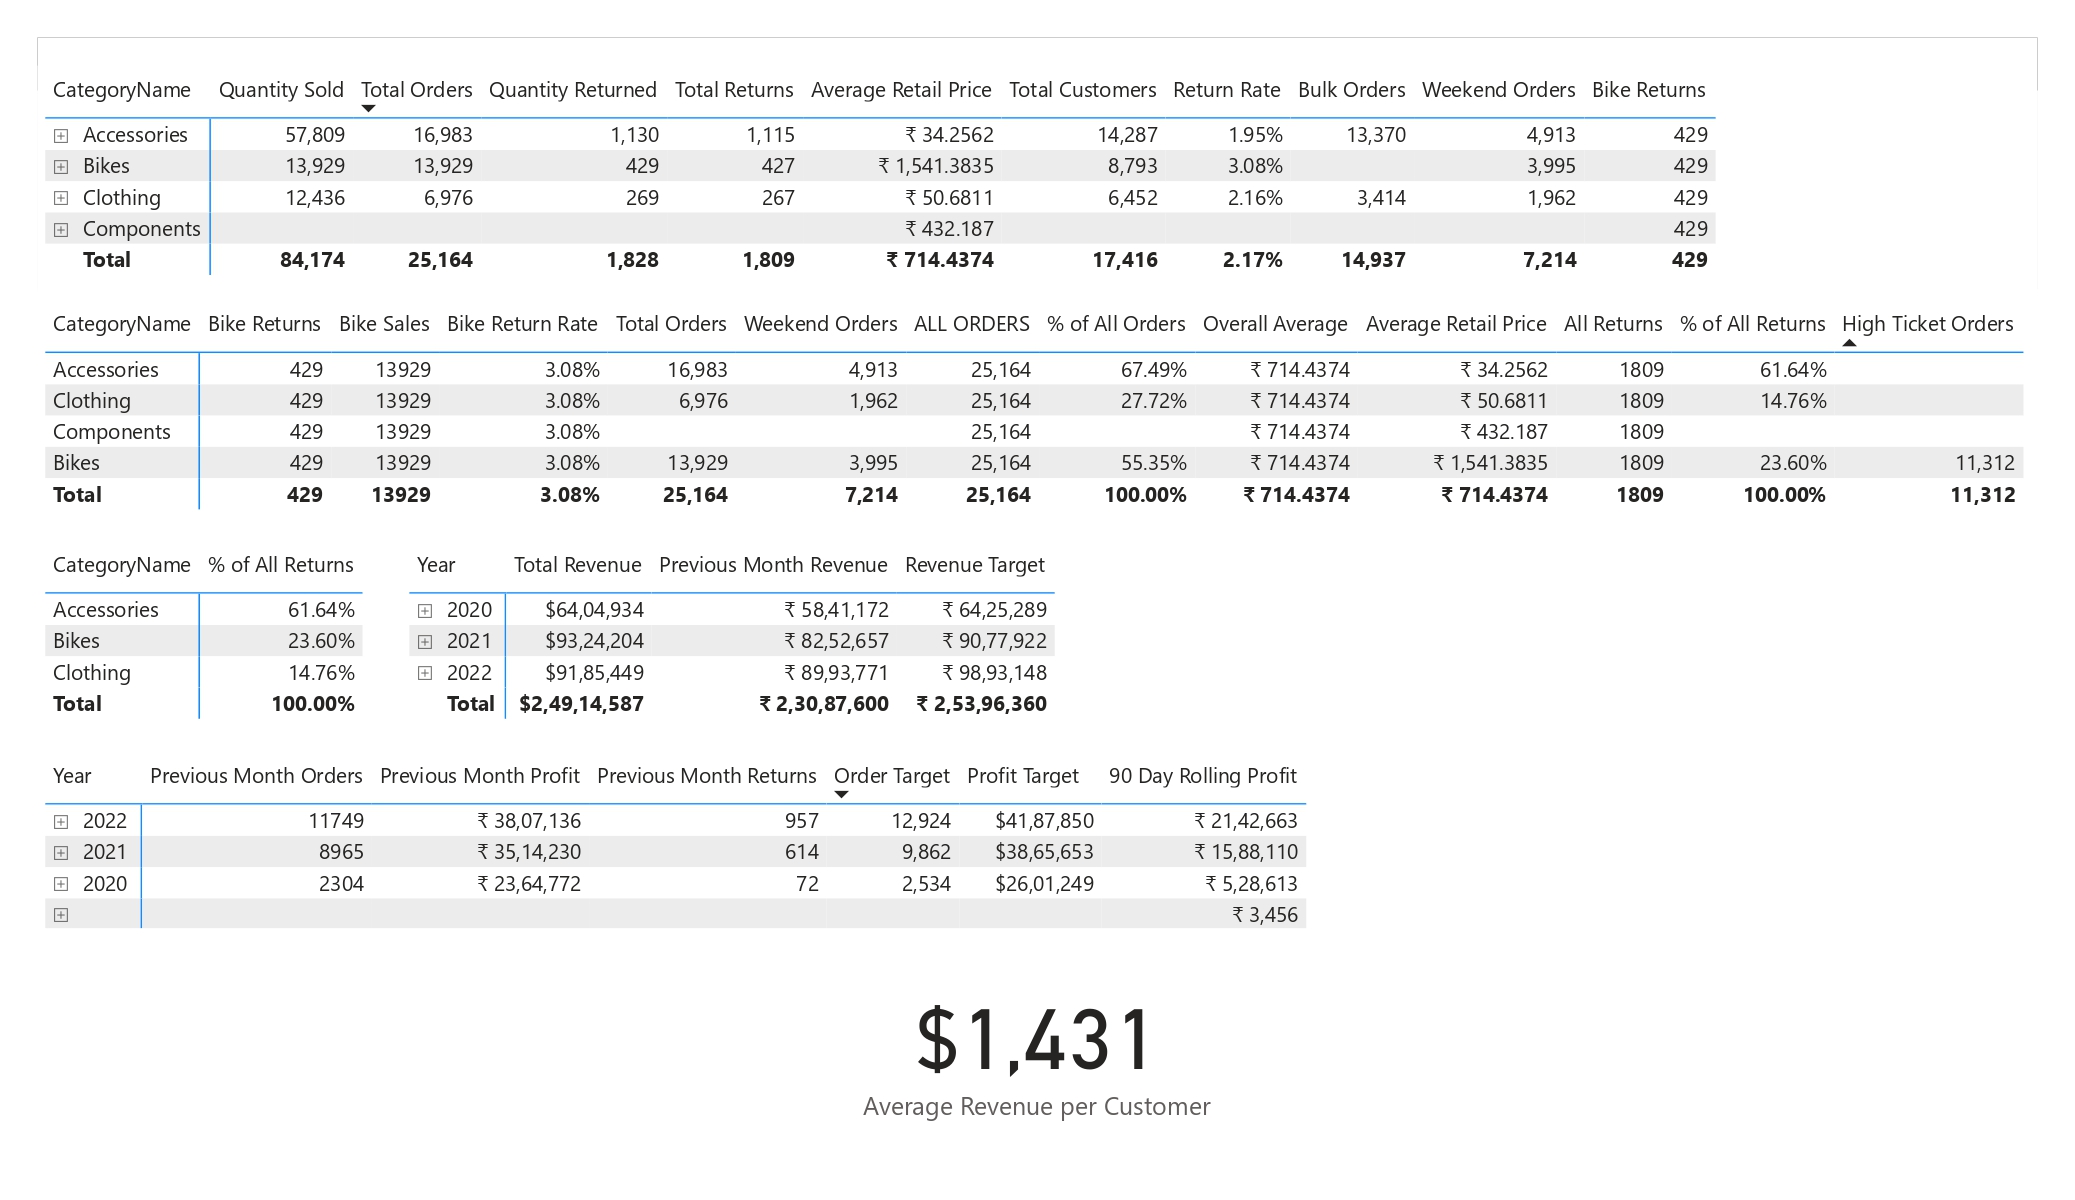 CategoryName Quantity Sold Total Orders Quantity Returned Total Returns Average Retail Price Total Customers Return Rate Bulk Orders Weekend Orders Bike Returns
Accessories 57,809 16,983 1,130 1,115 ₹ 34.2562 14,287 1.95% 13,370 4,913 429
Bikes 13,929 13,929 429 427 ₹ 1,541.3835 8,793 3.08% 3,995 429
Clothing 12,436 6,976 269 267 ₹ 50.6811 6,452 2.16% 3,414 1,962 429
Components ₹ 432.187 429
Total 84,174 25,164 1,828 1,809 ₹ 714.4374 17,416 2.17% 14,937 7,214 429
CategoryName Bike Returns Bike Sales Bike Return Rate Total Orders Weekend Orders ALL ORDERS % of All Orders Overall Average Average Retail Price All Returns % of All Returns High Ticket Orders
Accessories 429 13929 3.08% 16,983 4,913 25,164 67.49% ₹ 714.4374 ₹ 34.2562 1809 61.64%
Clothing 429 13929 3.08% 6,976 1,962 25,164 27.72% ₹ 714.4374 ₹ 50.6811 1809 14.76%
Components 429 13929 3.08% 25,164 ₹ 714.4374 ₹ 432.187 1809
Bikes 429 13929 3.08% 13,929 3,995 25,164 55.35% ₹ 714.4374 ₹ 1,541.3835 1809 23.60% 11,312
Total 429 13929 3.08% 25,164 7,214 25,164 100.00% ₹ 714.4374 ₹ 714.4374 1809 100.00% 11,312
CategoryName % of All Returns
Accessories 61.64%
Bikes 23.60%
Clothing 14.76%
Total 100.00%
Year Total Revenue Previous Month Revenue Revenue Target
2020 $64,04,934 ₹ 58,41,172 ₹ 64,25,289
2021 $93,24,204 ₹ 82,52,657 ₹ 90,77,922
2022 $91,85,449 ₹ 89,93,771 ₹ 98,93,148
Total $2,49,14,587 ₹ 2,30,87,600 ₹ 2,53,96,360
Year Previous Month Orders Previous Month Profit Previous Month Returns Order Target Profit Target 90 Day Rolling Profit
2022 11749 ₹ 38,07,136 957 12,924 $41,87,850 ₹ 21,42,663
2021 8965 ₹ 35,14,230 614 9,862 $38,65,653 ₹ 15,88,110
2020 2304 ₹ 23,64,772 72 2,534 $26,01,249 ₹ 5,28,613
₹ 3,456
$1,431
Average Revenue per Customer